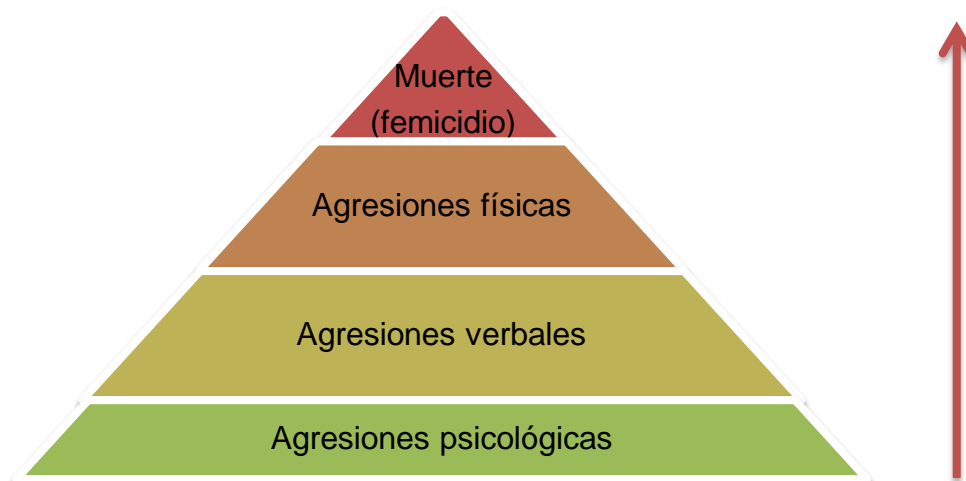 Muerte
(femicidio)
Agresiones físicas
Agresiones verbales
Agresiones psicológicas